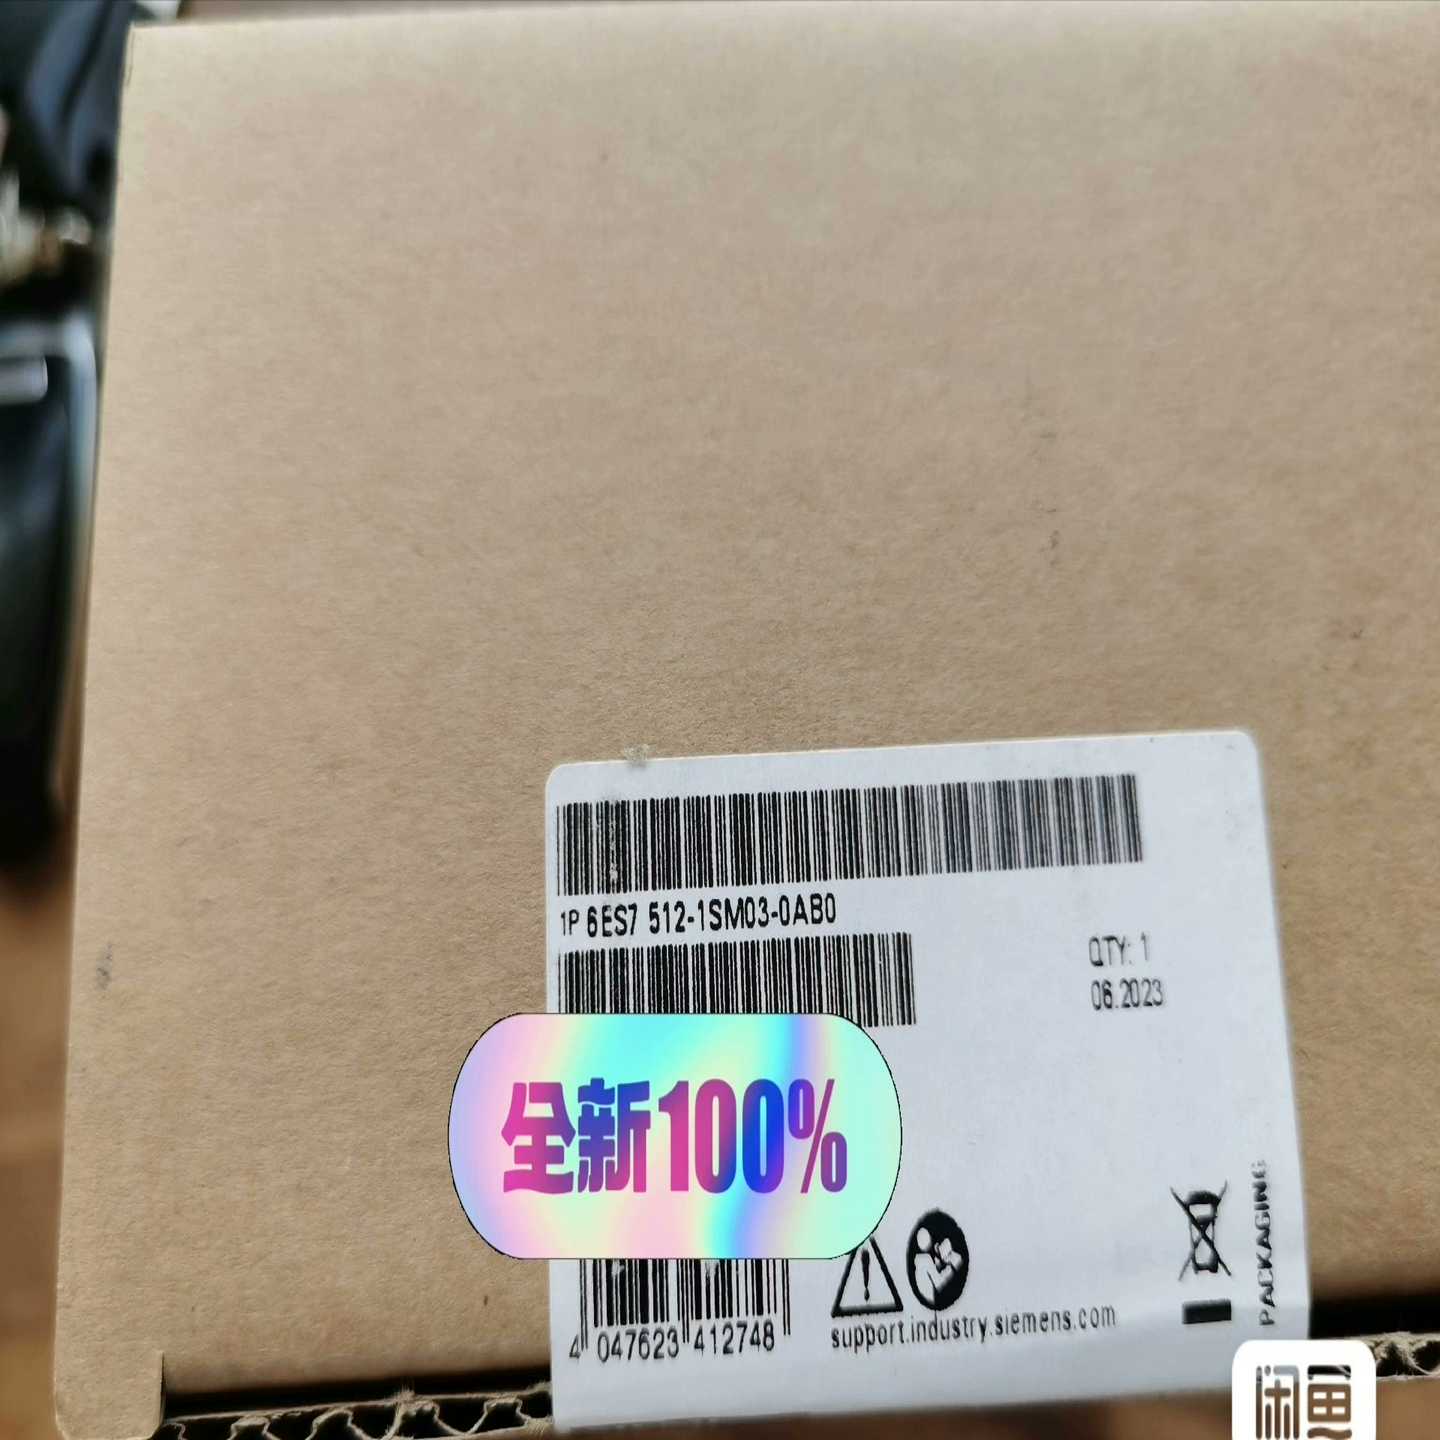 1P 6ES7 512-1SM03-0AB0
QTY: 1
06.2023
全新100%
4 047623 412748
support.industry.siemens.com
PACKAGING
闲鱼